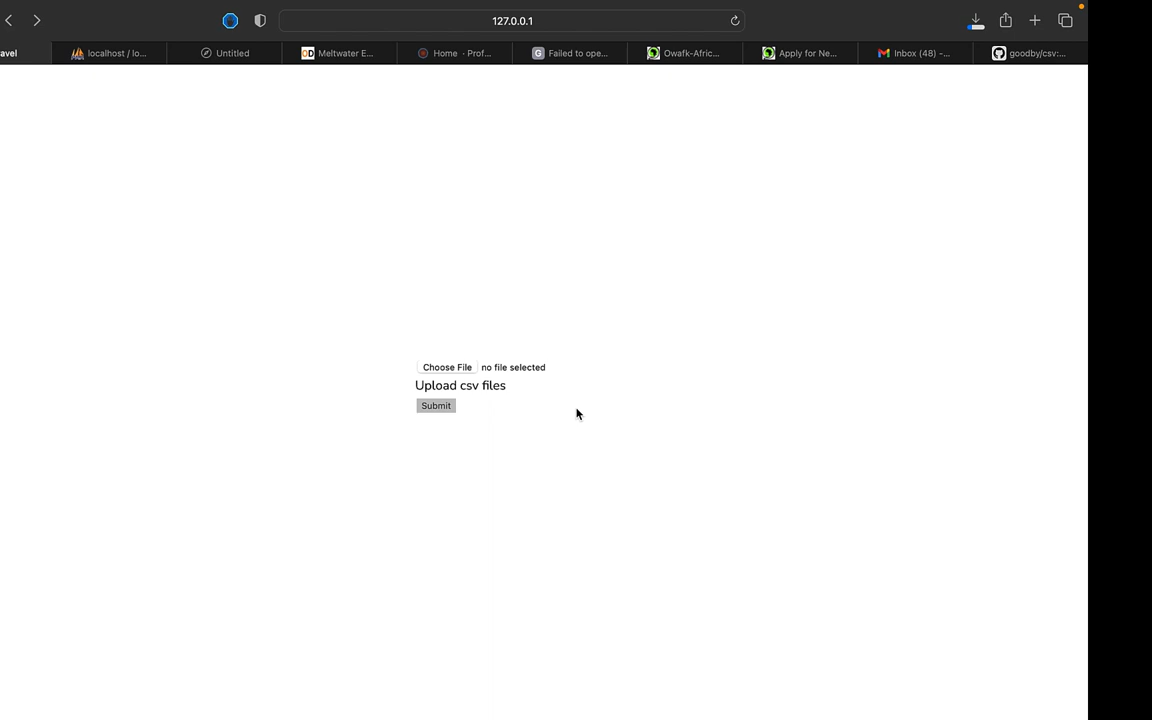 127.0.0.1
avel
localhost / lo...
Untitled
OD Meltwater E...
Home · Prof...
G Failed to ope...
Owafk-Afric...
Apply for Ne...
Inbox (48) -...
goodby/csv:...
Choose File no file selected
Upload csv files
Submit